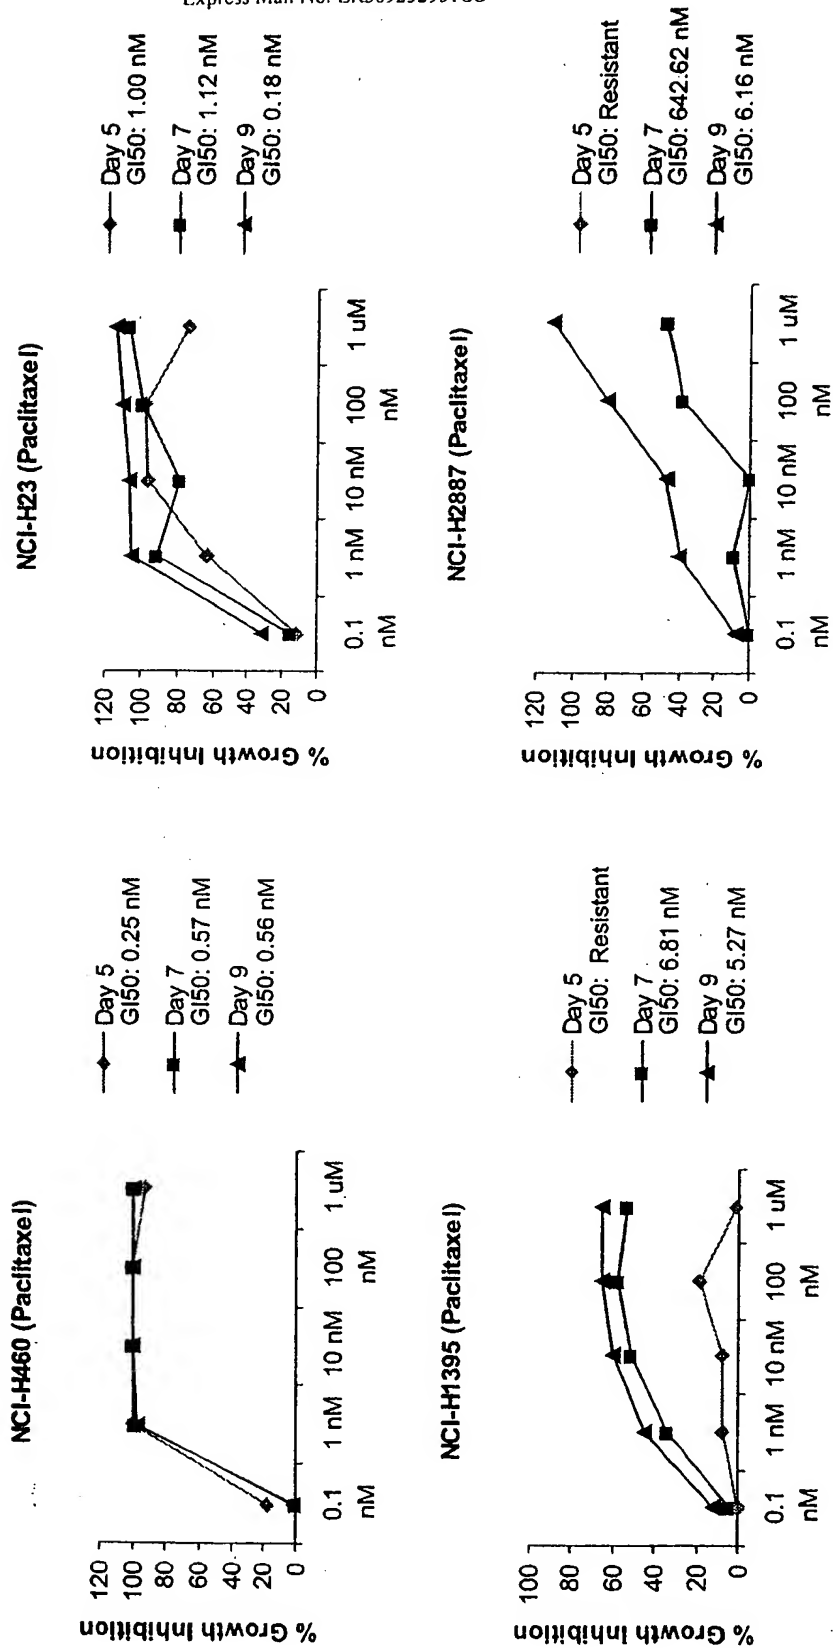 Express Mail No.
NCI-H460 (Paclitaxel)
% Growth Inhibition
120
100
80
60
40
20
0
0.1 nM
1 nM
10 nM
100 nM
1 uM
Day 5
GI50: 0.25 nM
Day 7
GI50: 0.57 nM
Day 9
GI50: 0.56 nM
NCI-H23 (Paclitaxel)
% Growth Inhibition
120
100
80
60
40
20
0
0.1 nM
1 nM
10 nM
100 nM
1 uM
Day 5
GI50: 1.00 nM
Day 7
GI50: 1.12 nM
Day 9
GI50: 0.18 nM
NCI-H1395 (Paclitaxel)
% Growth Inhibition
100
80
60
40
20
0
0.1 nM
1 nM
10 nM
100 nM
1 uM
Day 5
GI50: Resistant
Day 7
GI50: 6.81 nM
Day 9
GI50: 5.27 nM
NCI-H2887 (Paclitaxel)
% Growth Inhibition
120
100
80
60
40
20
0
0.1 nM
1 nM
10 nM
100 nM
1 uM
Day 5
GI50: Resistant
Day 7
GI50: 642.62 nM
Day 9
GI50: 6.16 nM